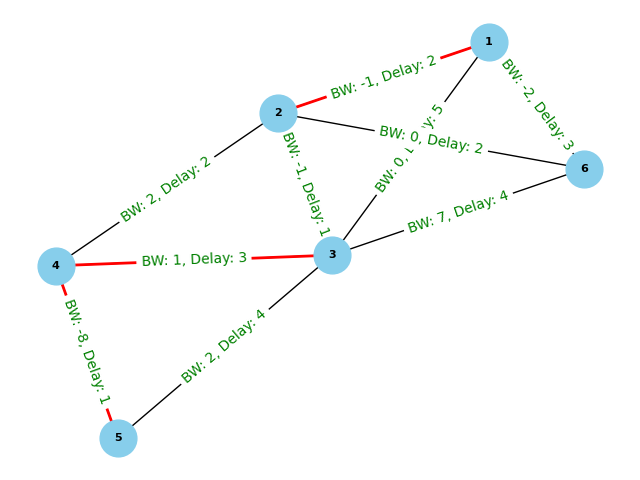 1
BW: -1, Delay: 2
BW: -2, Delay: 3
2
BW: 0, y: 5
BW: 0, Delay: 2
BW: -1, Delay: 1
6
BW: 2, Delay: 2
BW: 7, Delay: 4
3
BW: 1, Delay: 3
4
BW: 2, Delay: 4
BW: -8, Delay: 1
5